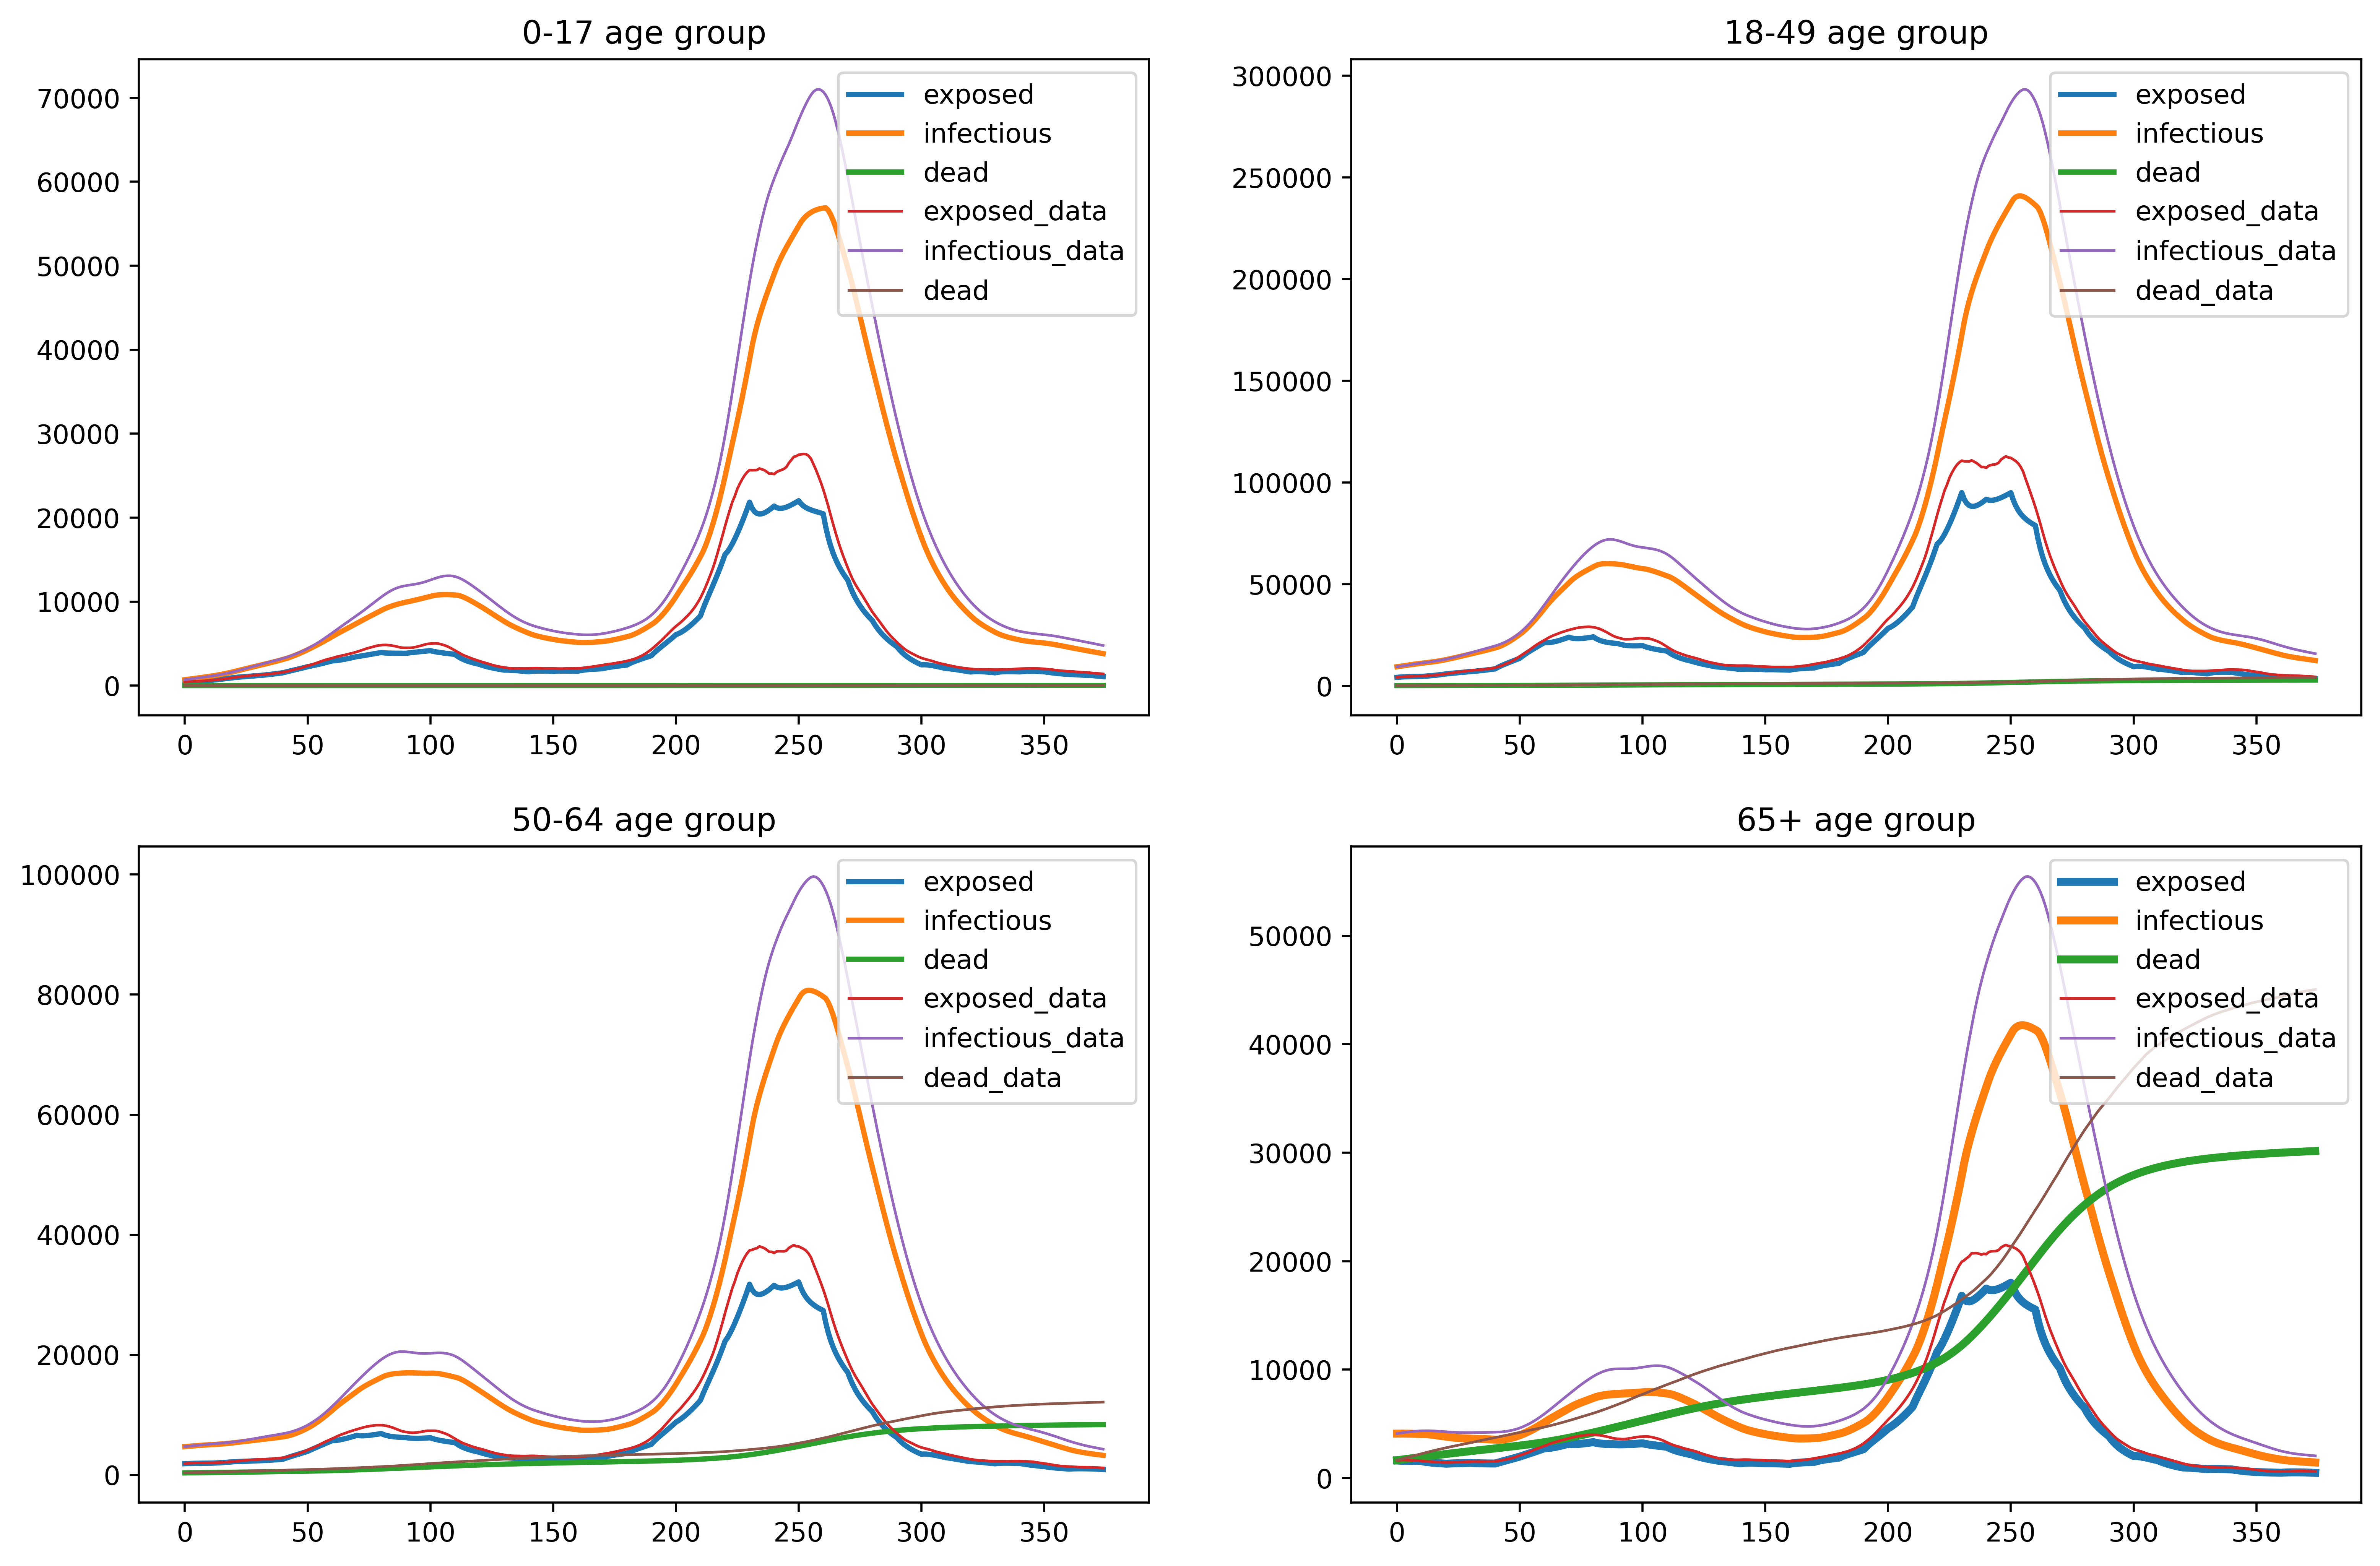 0-17 age group
70000
60000
50000
40000
30000
20000
10000
0
0 50 100 150 200 250 300 350
exposed
infectious
dead
exposed_data
infectious_data
dead
18-49 age group
300000
250000
200000
150000
100000
50000
0
0 50 100 150 200 250 300 350
exposed
infectious
dead
exposed_data
infectious_data
dead_data
50-64 age group
100000
80000
60000
40000
20000
0
0 50 100 150 200 250 300 350
exposed
infectious
dead
exposed_data
infectious_data
dead_data
65+ age group
50000
40000
30000
20000
10000
0
0 50 100 150 200 250 300 350
exposed
infectious
dead
exposed_data
infectious_data
dead_data